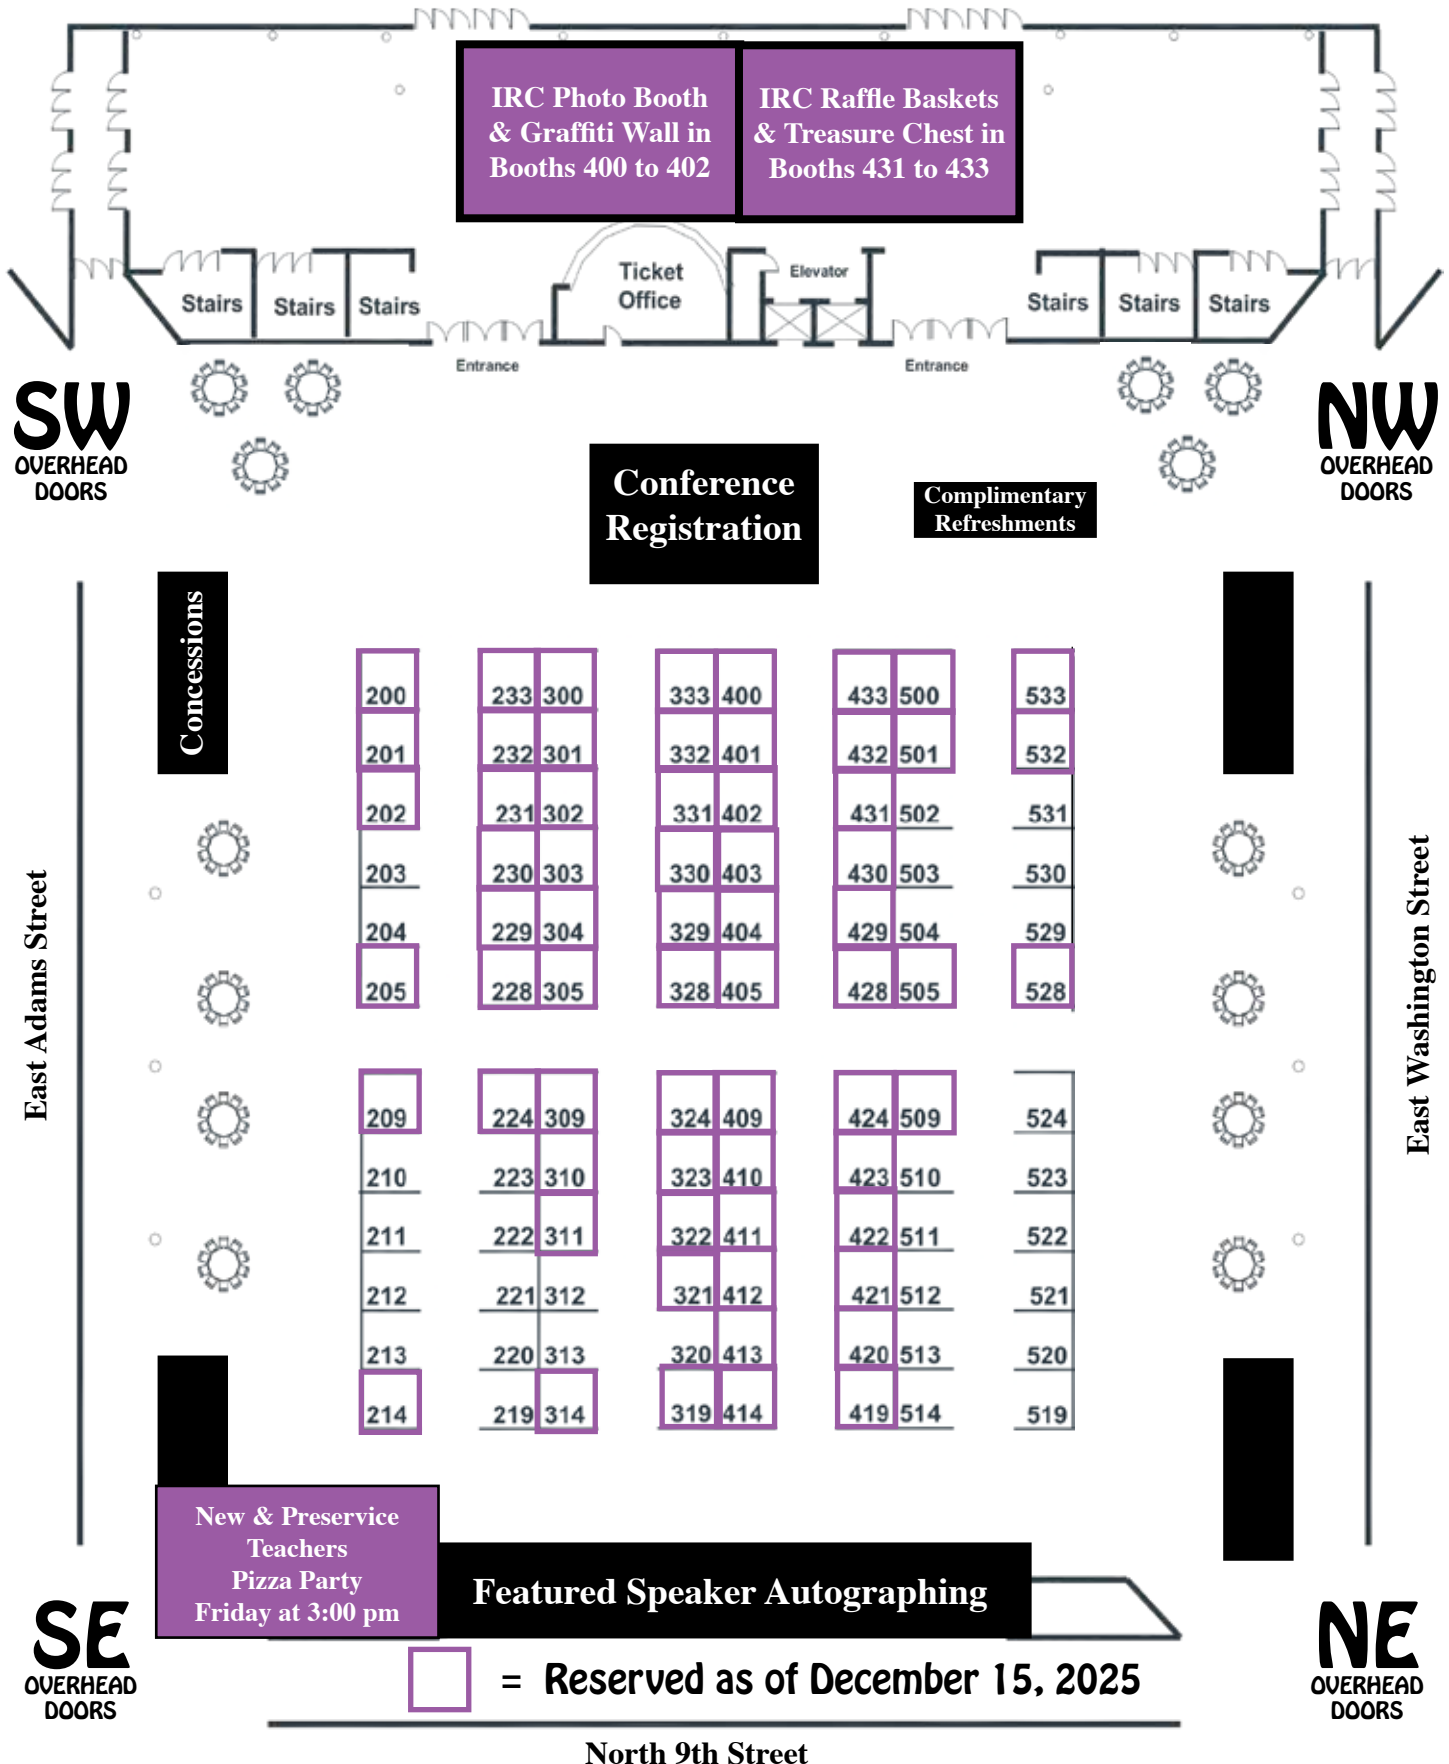 IRC Photo Booth
& Graffiti Wall in
Booths 400 to 402
IRC Raffle Baskets
& Treasure Chest in
Booths 431 to 433
Stairs
Stairs
Stairs
Ticket
Office
Elevator
Stairs
Stairs
Stairs
Entrance
Entrance
SW
OVERHEAD
DOORS
NW
OVERHEAD
DOORS
Conference
Registration
Complimentary
Refreshments
Concessions
East Adams Street
East Washington Street
200 233 300 333 400 433 500 533
201 232 301 332 401 432 501 532
202 231 302 331 402 431 502 531
203 230 303 330 403 430 503 530
204 229 304 329 404 429 504 529
205 228 305 328 405 428 505 528
209 224 309 324 409 424 509 524
210 223 310 323 410 423 510 523
211 222 311 322 411 422 511 522
212 221 312 321 412 421 512 521
213 220 313 320 413 420 513 520
214 219 314 319 414 419 514 519
New & Preservice
Teachers
Pizza Party
Friday at 3:00 pm
Featured Speaker Autographing
SE
OVERHEAD
DOORS
NE
OVERHEAD
DOORS
= Reserved as of December 15, 2025
North 9th Street